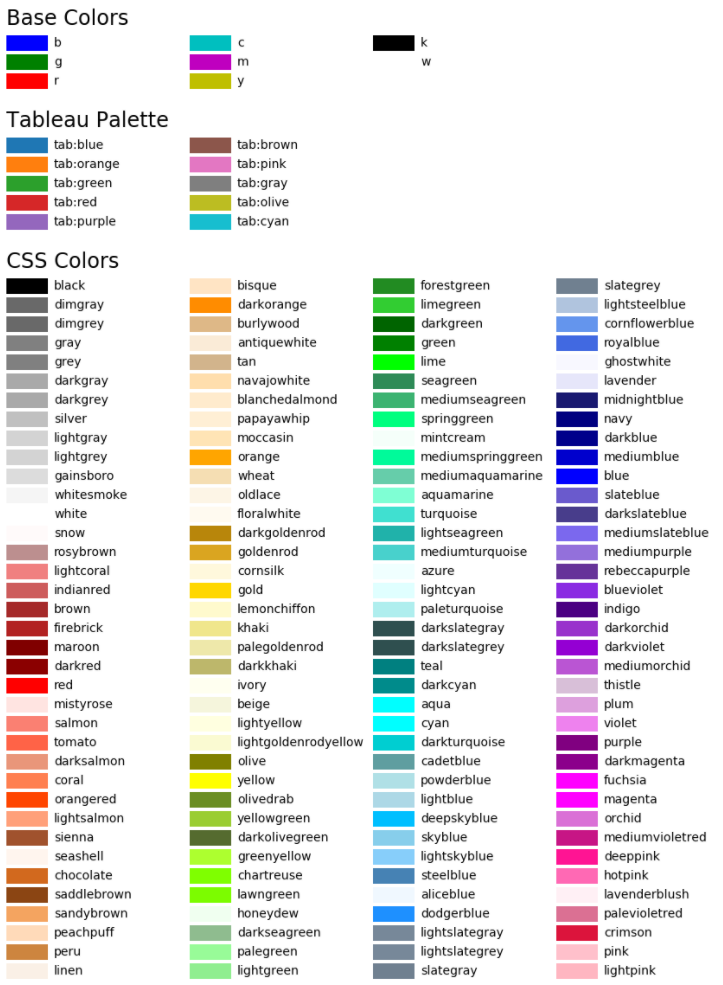 Base Colors
b
g
r
c
m
y
k
w
Tableau Palette
tab:blue
tab:orange
tab:green
tab:red
tab:purple
tab:brown
tab:pink
tab:gray
tab:olive
tab:cyan
CSS Colors
black
dimgray
dimgrey
gray
grey
darkgray
darkgrey
silver
lightgray
lightgrey
gainsboro
whitesmoke
white
snow
rosybrown
lightcoral
indianred
brown
firebrick
maroon
darkred
red
mistyrose
salmon
tomato
darksalmon
coral
orangered
lightsalmon
sienna
seashell
chocolate
saddlebrown
sandybrown
peachpuff
peru
linen
bisque
darkorange
burlywood
antiquewhite
tan
navajowhite
blanchedalmond
papayawhip
moccasin
orange
wheat
oldlace
floralwhite
darkgoldenrod
goldenrod
cornsilk
gold
lemonchiffon
khaki
palegoldenrod
darkkhaki
ivory
beige
lightyellow
lightgoldenrodyellow
olive
yellow
olivedrab
yellowgreen
darkolivegreen
greenyellow
chartreuse
lawngreen
honeydew
darkseagreen
palegreen
lightgreen
forestgreen
limegreen
darkgreen
green
lime
seagreen
mediumseagreen
springgreen
mintcream
mediumspringgreen
mediumaquamarine
aquamarine
turquoise
lightseagreen
mediumturquoise
azure
lightcyan
paleturquoise
darkslategray
darkslategrey
teal
darkcyan
aqua
cyan
darkturquoise
cadetblue
powderblue
lightblue
deepskyblue
skyblue
lightskyblue
steelblue
aliceblue
dodgerblue
lightslategray
lightslategrey
slategray
slategrey
lightsteelblue
cornflowerblue
royalblue
ghostwhite
lavender
midnightblue
navy
darkblue
mediumblue
blue
slateblue
darkslateblue
mediumslateblue
mediumpurple
rebeccapurple
blueviolet
indigo
darkorchid
darkviolet
mediumorchid
thistle
plum
violet
purple
darkmagenta
fuchsia
magenta
orchid
mediumvioletred
deeppink
hotpink
lavenderblush
palevioletred
crimson
pink
lightpink